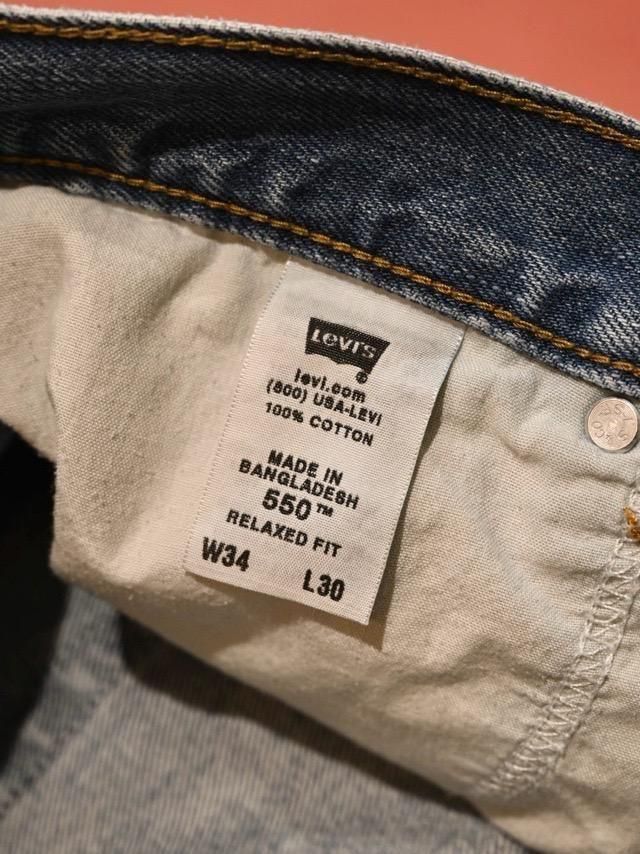 LEVI'S
®
levi.com
(800) USA-LEVI
100% COTTON
MADE IN
BANGLADESH
550™
RELAXED FIT
W34 L30